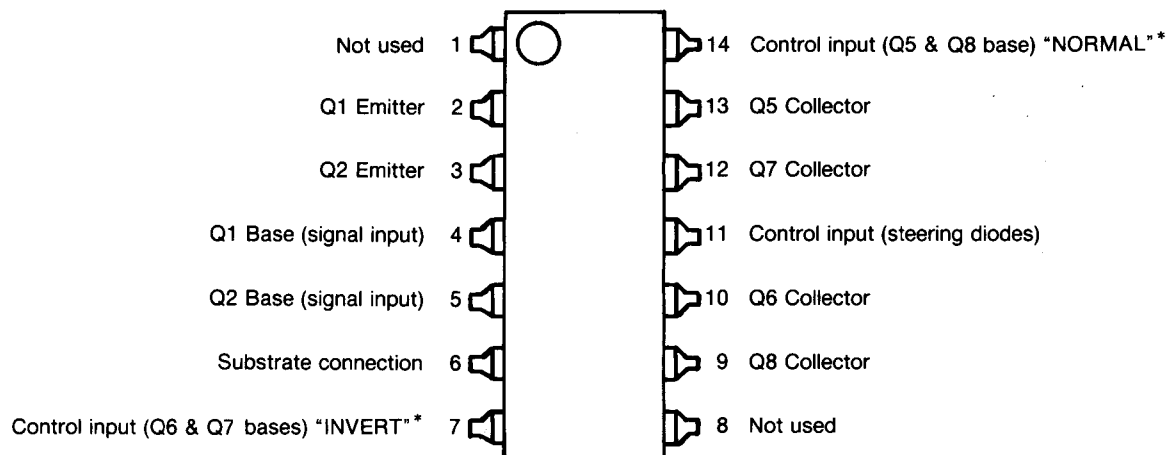 Not used 1
Q1 Emitter 2
Q2 Emitter 3
Q1 Base (signal input) 4
Q2 Base (signal input) 5
Substrate connection 6
Control input (Q6 & Q7 bases) "INVERT"* 7
14 Control input (Q5 & Q8 base) "NORMAL"*
13 Q5 Collector
12 Q7 Collector
11 Control input (steering diodes)
10 Q6 Collector
9 Q8 Collector
8 Not used